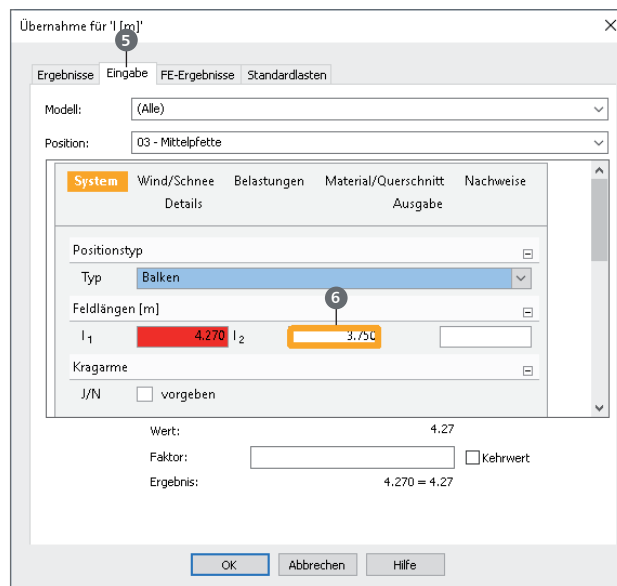 Übernahme für 'l [m]'
5
Ergebnisse Eingabe FE-Ergebnisse Standardlasten
Modell: (Alle)
Position: 03 - Mittelpfette
System Wind/Schnee Belastungen Material/Querschnitt Nachweise
Details Ausgabe
Positionstyp
Typ Balken
Feldlängen [m]
6
l 1 4.270 l 2 3.750
Kragarme
J/N vorgeben
Wert: 4.27
Faktor: Kehrwert
Ergebnis: 4.270 = 4.27
OK Abbrechen Hilfe